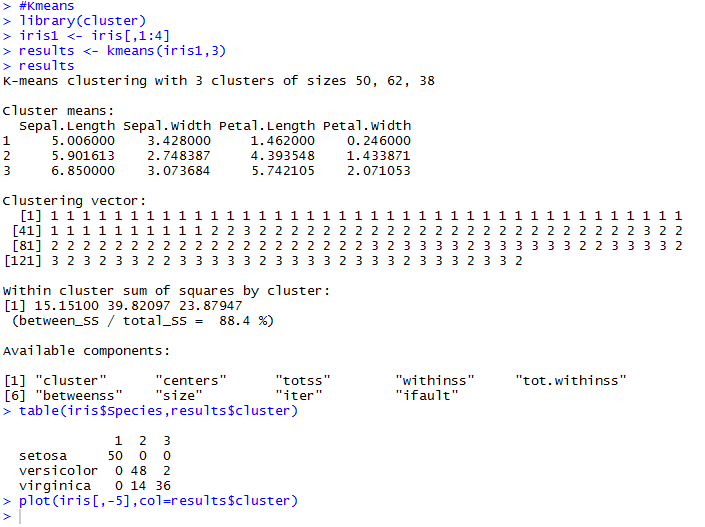 > #Kmeans
> library(cluster)
> iris1 <- iris[,1:4]
> results <- kmeans(iris1,3)
> results
K-means clustering with 3 clusters of sizes 50, 62, 38
Cluster means:
  Sepal.Length Sepal.Width Petal.Length Petal.Width
1     5.006000    3.428000     1.462000    0.246000
2     5.901613    2.748387     4.393548    1.433871
3     6.850000    3.073684     5.742105    2.071053
Clustering vector:
  [1] 1 1 1 1 1 1 1 1 1 1 1 1 1 1 1 1 1 1 1 1 1 1 1 1 1 1 1 1 1 1 1 1 1 1 1 1 1 1 1 1
 [41] 1 1 1 1 1 1 1 1 1 1 2 2 3 2 2 2 2 2 2 2 2 2 2 2 2 2 2 2 2 2 2 2 2 2 2 2 2 3 2 2
 [81] 2 2 2 2 2 2 2 2 2 2 2 2 2 2 2 2 2 2 2 2 3 2 3 3 3 3 2 3 3 3 3 3 3 2 2 3 3 3 3 2
[121] 3 2 3 2 3 3 2 2 3 3 3 3 3 2 3 3 3 3 2 3 3 3 2 3 3 3 2 3 3 2
Within cluster sum of squares by cluster:
[1] 15.15100 39.82097 23.87947
 (between_SS / total_SS =  88.4 %)
Available components:
[1] "cluster"      "centers"      "totss"        "withinss"     "tot.withinss"
[6] "betweenss"    "size"         "iter"         "ifault"
> table(iris$Species,results$cluster)
              1  2  3
  setosa     50  0  0
  versicolor  0 48  2
  virginica   0 14 36
> plot(iris[,-5],col=results$cluster)
>